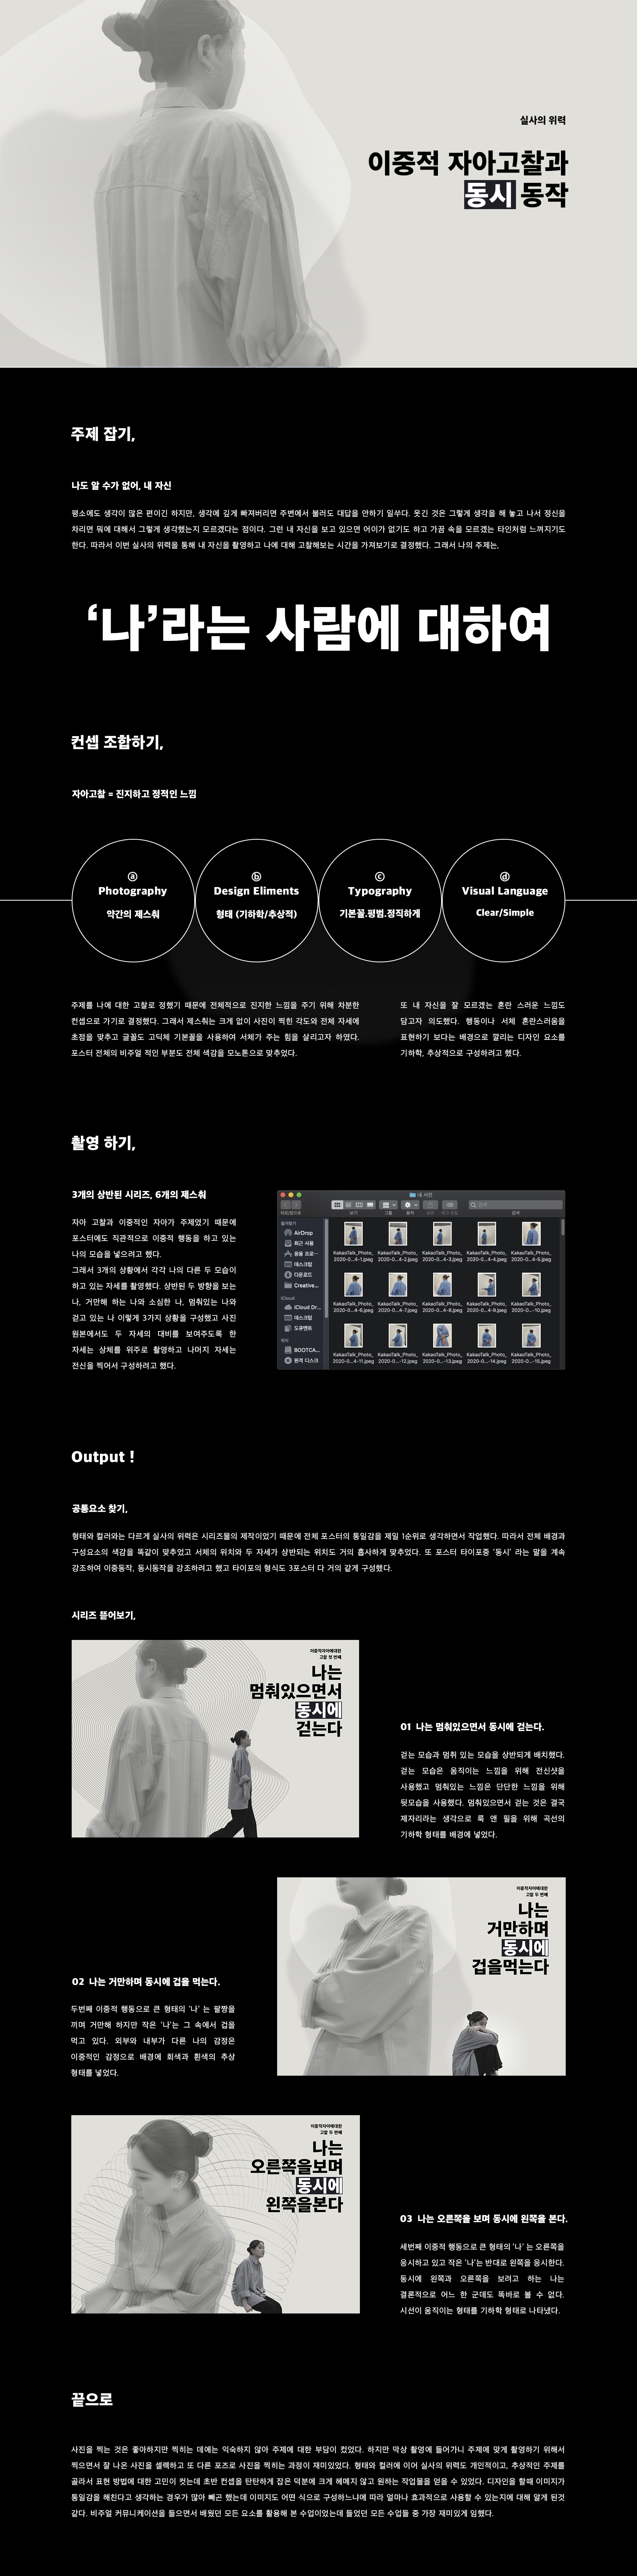 실사의 위력
이중적 자아고찰과
동시 동작
주제 잡기,
나도 알 수가 없어, 내 자신
평소에도 생각이 많은 편이긴 하지만, 생각에 깊게 빠져버리면 주변에서 불러도 대답을 안하기 일쑤다. 웃긴 것은 그렇게 생각을 해 놓고 나서 정신을
차리면 뭐에 대해서 그렇게 생각했는지 모르겠다는 점이다. 그런 내 자신을 보고 있으면 어이가 없기도 하고 가끔 속을 모르겠는 타인처럼 느껴지기도
한다. 따라서 이번 실사의 위력을 통해 내 자신을 촬영하고 나에 대해 고찰해보는 시간을 가져보기로 결정했다. 그래서 나의 주제는,
‘나’라는 사람에 대하여
컨셉 조합하기,
자아고찰 = 진지하고 정적인 느낌
ⓐ
Photography
약간의 제스춰
ⓑ
Design Eliments
형태 (기하학/추상적)
ⓒ
Typography
기본꼴.평범.정직하게
ⓓ
Visual Language
Clear/Simple
주제를 나에 대한 고찰로 정했기 때문에 전체적으로 진지한 느낌을 주기 위해 차분한
컨셉으로 가기로 결정했다. 그래서 제스춰는 크게 없이 사진이 찍힌 각도와 전체 자세에
초점을 맞추고 글꼴도 고딕체 기본꼴을 사용하여 서체가 주는 힘을 살리고자 하였다.
포스터 전체의 비주얼 적인 부분도 전체 색감을 모노톤으로 맞추었다.
또 내 자신을 잘 모르겠는 혼란 스러운 느낌도
담고자 의도했다. 행동이나 서체 혼란스러움을
표현하기 보다는 배경으로 깔리는 디자인 요소를
기하학, 추상적으로 구성하려고 했다.
촬영 하기,
3개의 상반된 시리즈, 6개의 제스춰
자아 고찰과 이중적인 자아가 주제였기 때문에
포스터에도 직관적으로 이중적 행동을 하고 있는
나의 모습을 넣으려고 했다.
그래서 3개의 상황에서 각각 나의 다른 두 모습이
하고 있는 자세를 촬영했다. 상반된 두 방향을 보는
나, 거만해 하는 나와 소심한 나, 멈춰있는 나와
걷고 있는 나 이렇게 3가지 상황을 구성했고 사진
원본에서도 두 자세의 대비를 보여주도록 한
자세는 상체를 위주로 촬영하고 나머지 자세는
전신을 찍어서 구성하려고 했다.
내 사진
뒤로/앞으로
보기
그룹
동작
공유
태그 편집
검색
즐겨찾기
AirDrop
최근 사용
응용 프로…
데스크탑
다운로드
Creative…
iCloud
iCloud Dr…
데스크탑
도큐멘트
위치
BOOTCA…
원격 디스크
KakaoTalk_Photo_ KakaoTalk_Photo_ KakaoTalk_Photo_ KakaoTalk_Photo_ KakaoTalk_Photo_
2020-0...4-1.jpeg 2020-0...4-2.jpeg 2020-0...4-3.jpeg 2020-0...4-4.jpeg 2020-0...4-5.jpeg
KakaoTalk_Photo_ KakaoTalk_Photo_ KakaoTalk_Photo_ KakaoTalk_Photo_ KakaoTalk_Photo_
2020-0...4-6.jpeg 2020-0...4-7.jpeg 2020-0...4-8.jpeg 2020-0...4-9.jpeg 2020-0...-10.jpeg
KakaoTalk_Photo_ KakaoTalk_Photo_ KakaoTalk_Photo_ KakaoTalk_Photo_ KakaoTalk_Photo_
2020-0...4-11.jpeg 2020-0...-12.jpeg 2020-0...-13.jpeg 2020-0...-14.jpeg 2020-0...-15.jpeg
Output !
공통요소 찾기,
형태와 컬러와는 다르게 실사의 위력은 시리즈물의 제작이었기 때문에 전체 포스터의 통일감을 제일 1순위로 생각하면서 작업했다. 따라서 전체 배경과
구성요소의 색감을 똑같이 맞추었고 서체의 위치와 두 자세가 상반되는 위치도 거의 흡사하게 맞추었다. 또 포스터 타이포중 ‘동시’ 라는 말을 계속
강조하여 이중동작, 동시동작을 강조하려고 했고 타이포의 형식도 3포스터 다 거의 같게 구성했다.
시리즈 뜯어보기,
이중적자아에대한
고찰 첫 번째
나는
멈춰있으면서
동시에
걷는다
01 나는 멈춰있으면서 동시에 걷는다.
걷는 모습과 멈춰 있는 모습을 상반되게 배치했다.
걷는 모습은 움직이는 느낌을 위해 전신샷을
사용했고 멈춰있는 느낌은 단단한 느낌을 위해
뒷모습을 사용했다. 멈춰있으면서 걷는 것은 결국
제자리라는 생각으로 룩 앤 필을 위해 곡선의
기하학 형태를 배경에 넣었다.
이중적자아에대한
고찰 두 번째
나는
거만하며
동시에
겁을먹는다
02 나는 거만하며 동시에 겁을 먹는다.
두번째 이중적 행동으로 큰 형태의 ‘나’ 는 팔짱을
끼며 거만해 하지만 작은 ‘나’는 그 속에서 겁을
먹고 있다. 외부와 내부가 다른 나의 감정은
이중적인 감정으로 배경에 회색과 흰색의 추상
형태를 넣었다.
이중적자아에대한
고찰 두 번째
나는
오른쪽을보며
동시에
왼쪽을본다
03 나는 오른쪽을 보며 동시에 왼쪽을 본다.
세번째 이중적 행동으로 큰 형태의 ‘나’ 는 오른쪽을
응시하고 있고 작은 ‘나’는 반대로 왼쪽을 응시한다.
동시에 왼쪽과 오른쪽을 보려고 하는 나는
결론적으로 어느 한 군데도 똑바로 볼 수 없다.
시선이 움직이는 형태를 기하학 형태로 나타냈다.
끝으로
사진을 찍는 것은 좋아하지만 찍히는 데에는 익숙하지 않아 주제에 대한 부담이 컸었다. 하지만 막상 촬영에 들어가니 주제에 맞게 촬영하기 위해서
찍으면서 잘 나온 사진을 셀렉하고 또 다른 포즈로 사진을 찍히는 과정이 재미있었다. 형태와 컬러에 이어 실사의 위력도 개인적이고, 추상적인 주제를
골라서 표현 방법에 대한 고민이 컷는데 초반 컨셉을 탄탄하게 잡은 덕분에 크게 헤메지 않고 원하는 작업물을 얻을 수 있었다. 디자인을 할때 이미지가
통일감을 해친다고 생각하는 경우가 많아 빼곤 했는데 이미지도 어떤 식으로 구성하느냐에 따라 얼마나 효과적으로 사용할 수 있는지에 대해 알게 된것
같다. 비주얼 커뮤니케이션을 들으면서 배웠던 모든 요소를 활용해 본 수업이었는데 들었던 모든 수업들 중 가장 재미있게 임했다.